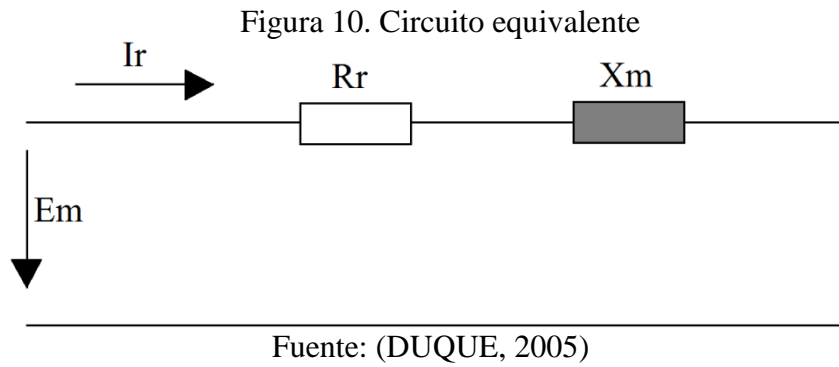 Figura 10. Circuito equivalente
Ir
Rr
Xm
Em
Fuente: (DUQUE, 2005)